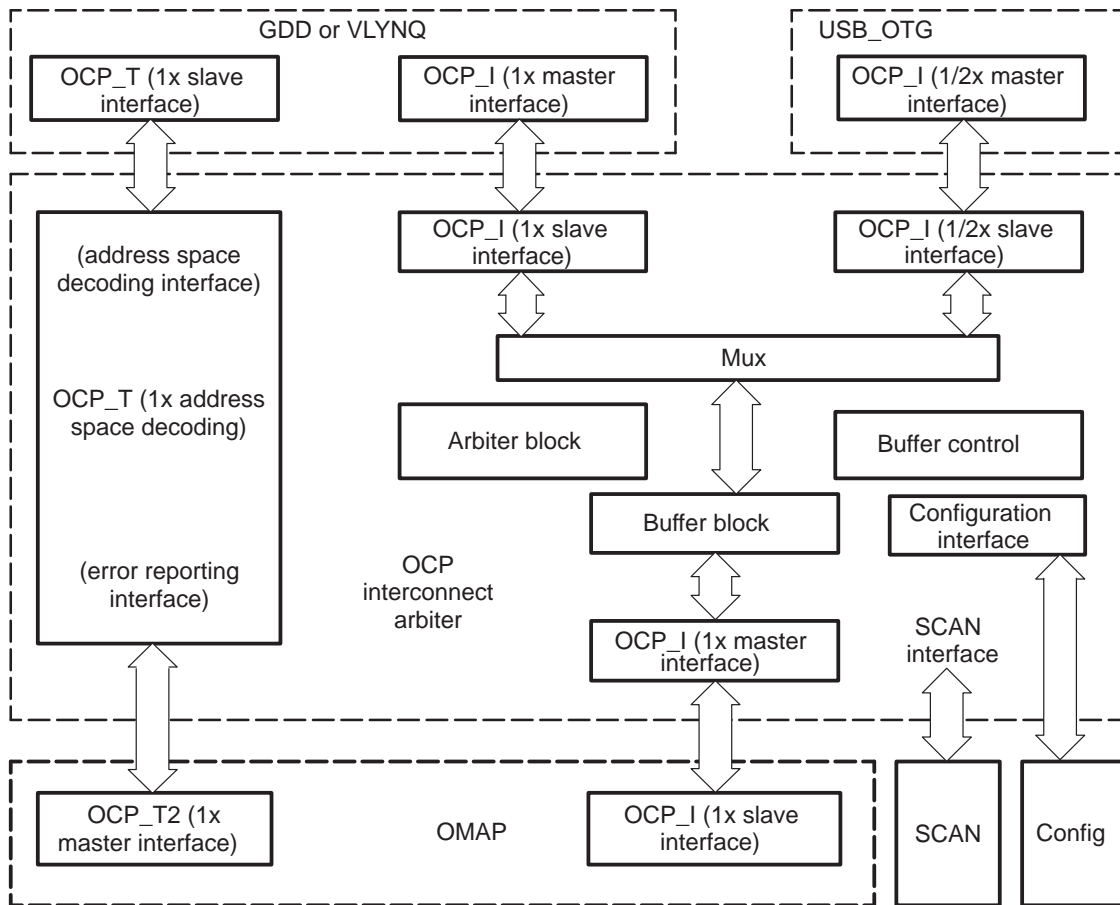 GDD or VLYNQ
USB_OTG
OCP_T (1x slave
interface)
OCP_I (1x master
interface)
OCP_I (1/2x master
interface)
(address space
decoding interface)
OCP_T (1x address
space decoding)
(error reporting
interface)
OCP_I (1x slave
interface)
OCP_I (1/2x slave
interface)
Mux
Arbiter block
Buffer control
Buffer block
Configuration
interface
OCP
interconnect
arbiter
OCP_I (1x master
interface)
SCAN
interface
OCP_T2 (1x
master interface)
OMAP
OCP_I (1x slave
interface)
SCAN
Config